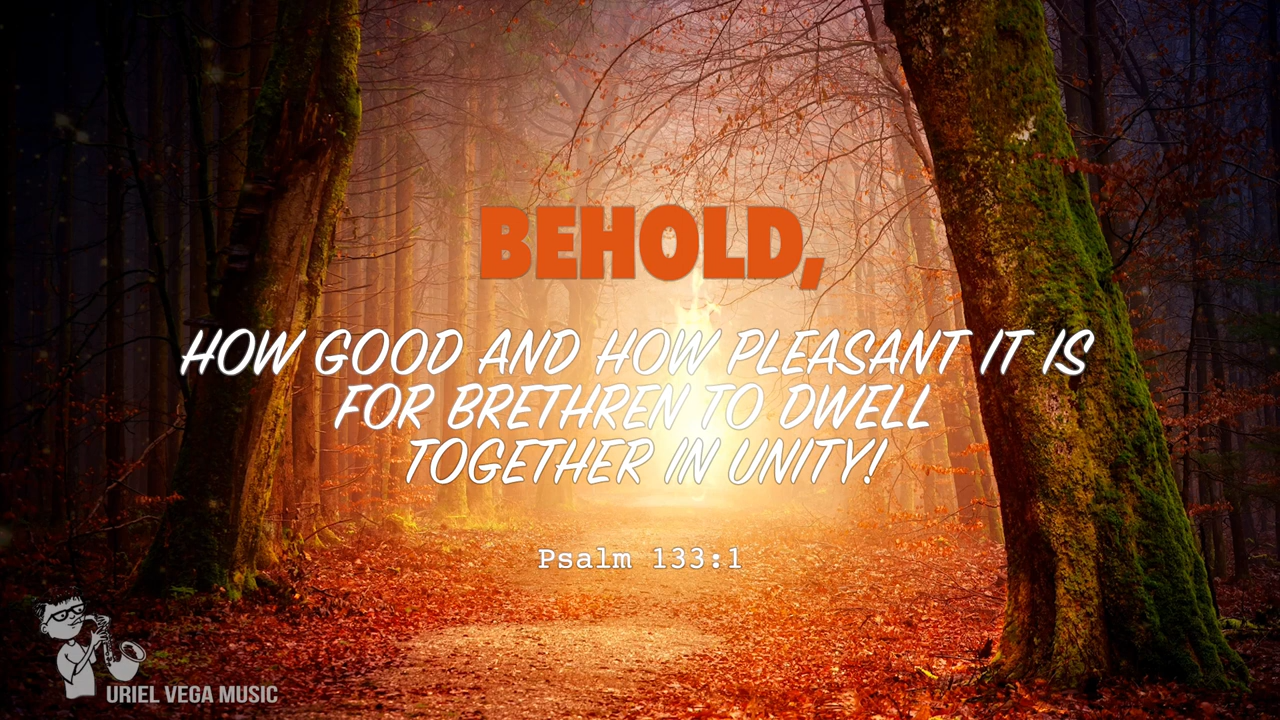 BEHOLD,
HOW GOOD AND HOW PLEASANT IT IS
FOR BRETHREN TO DWELL
TOGETHER IN UNITY!
Psalm 133:1
URIEL VEGA MUSIC